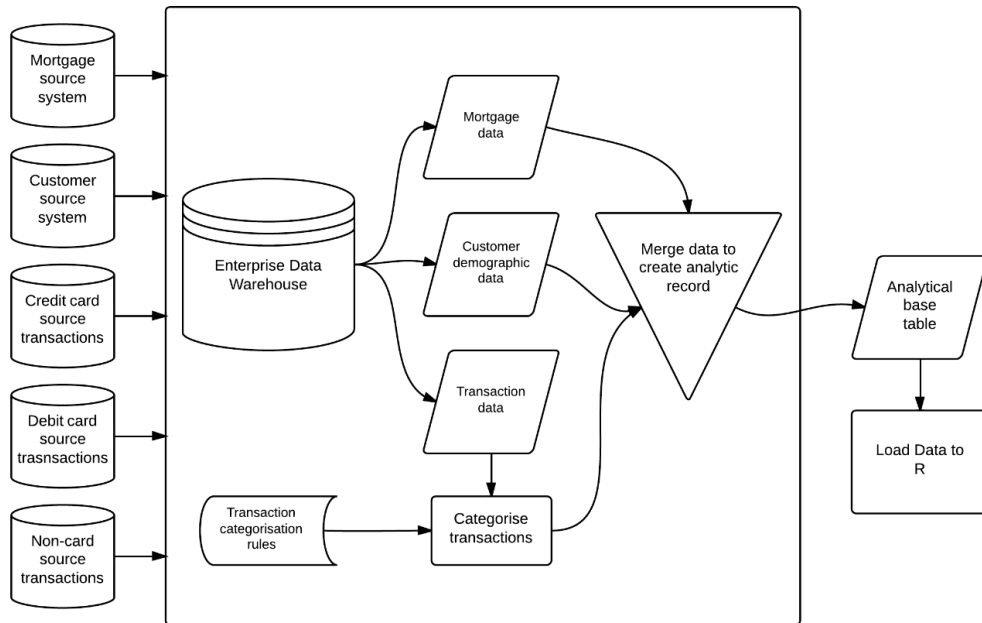 Mortgage
source
system
Customer
source
system
Credit card
source
transactions
Debit card
source
trasnsactions
Non-card
source
transactions
Enterprise Data
Warehouse
Transaction
categorisation
rules
Mortgage
data
Customer
demographic
data
Transaction
data
Categorise
transactions
Merge data to
create analytic
record
Analytical
base
table
Load Data to
R